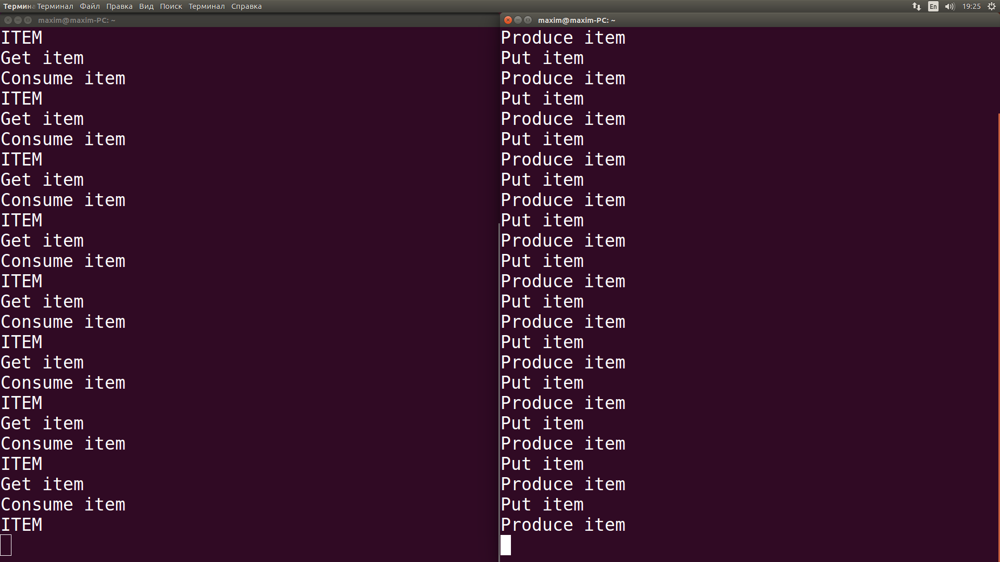 Термина Терминал Файл Правка Вид Поиск Терминал Справка En 19:25
maxim@maxim-PC: ~
ITEM
Get item
Consume item
ITEM
Get item
Consume item
ITEM
Get item
Consume item
ITEM
Get item
Consume item
ITEM
Get item
Consume item
ITEM
Get item
Consume item
ITEM
Get item
Consume item
ITEM
Get item
Consume item
ITEM
maxim@maxim-PC: ~
Produce item
Put item
Produce item
Put item
Produce item
Put item
Produce item
Put item
Produce item
Put item
Produce item
Put item
Produce item
Put item
Produce item
Put item
Produce item
Put item
Produce item
Put item
Produce item
Put item
Produce item
Put item
Produce item